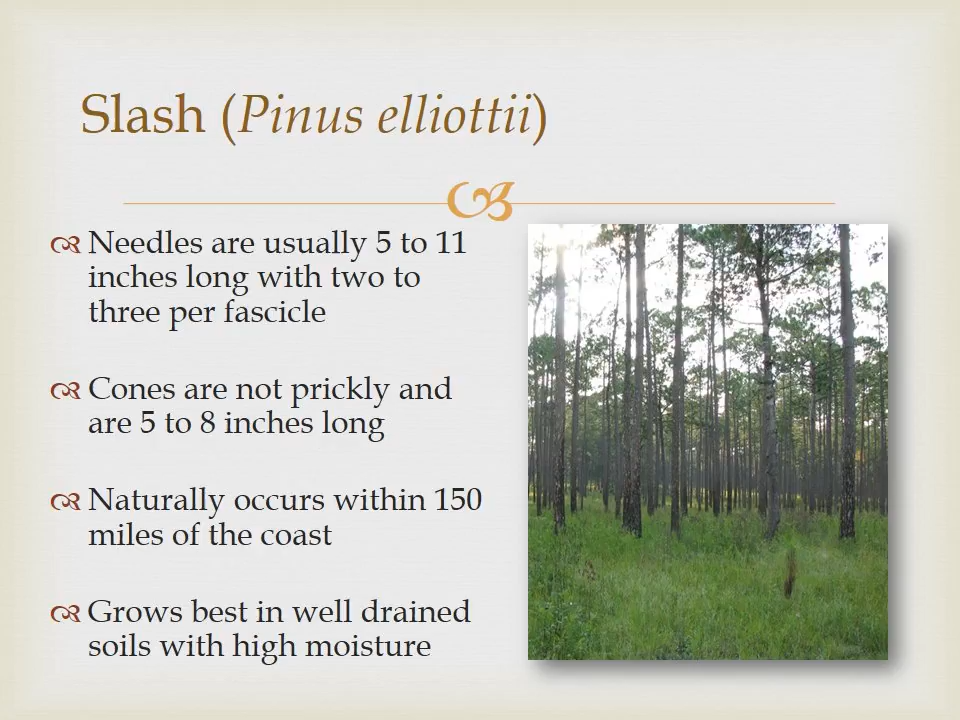 Slash (Pinus elliottii)
Needles are usually 5 to 11
inches long with two to
three per fascicle
Cones are not prickly and
are 5 to 8 inches long
Naturally occurs within 150
miles of the coast
Grows best in well drained
soils with high moisture